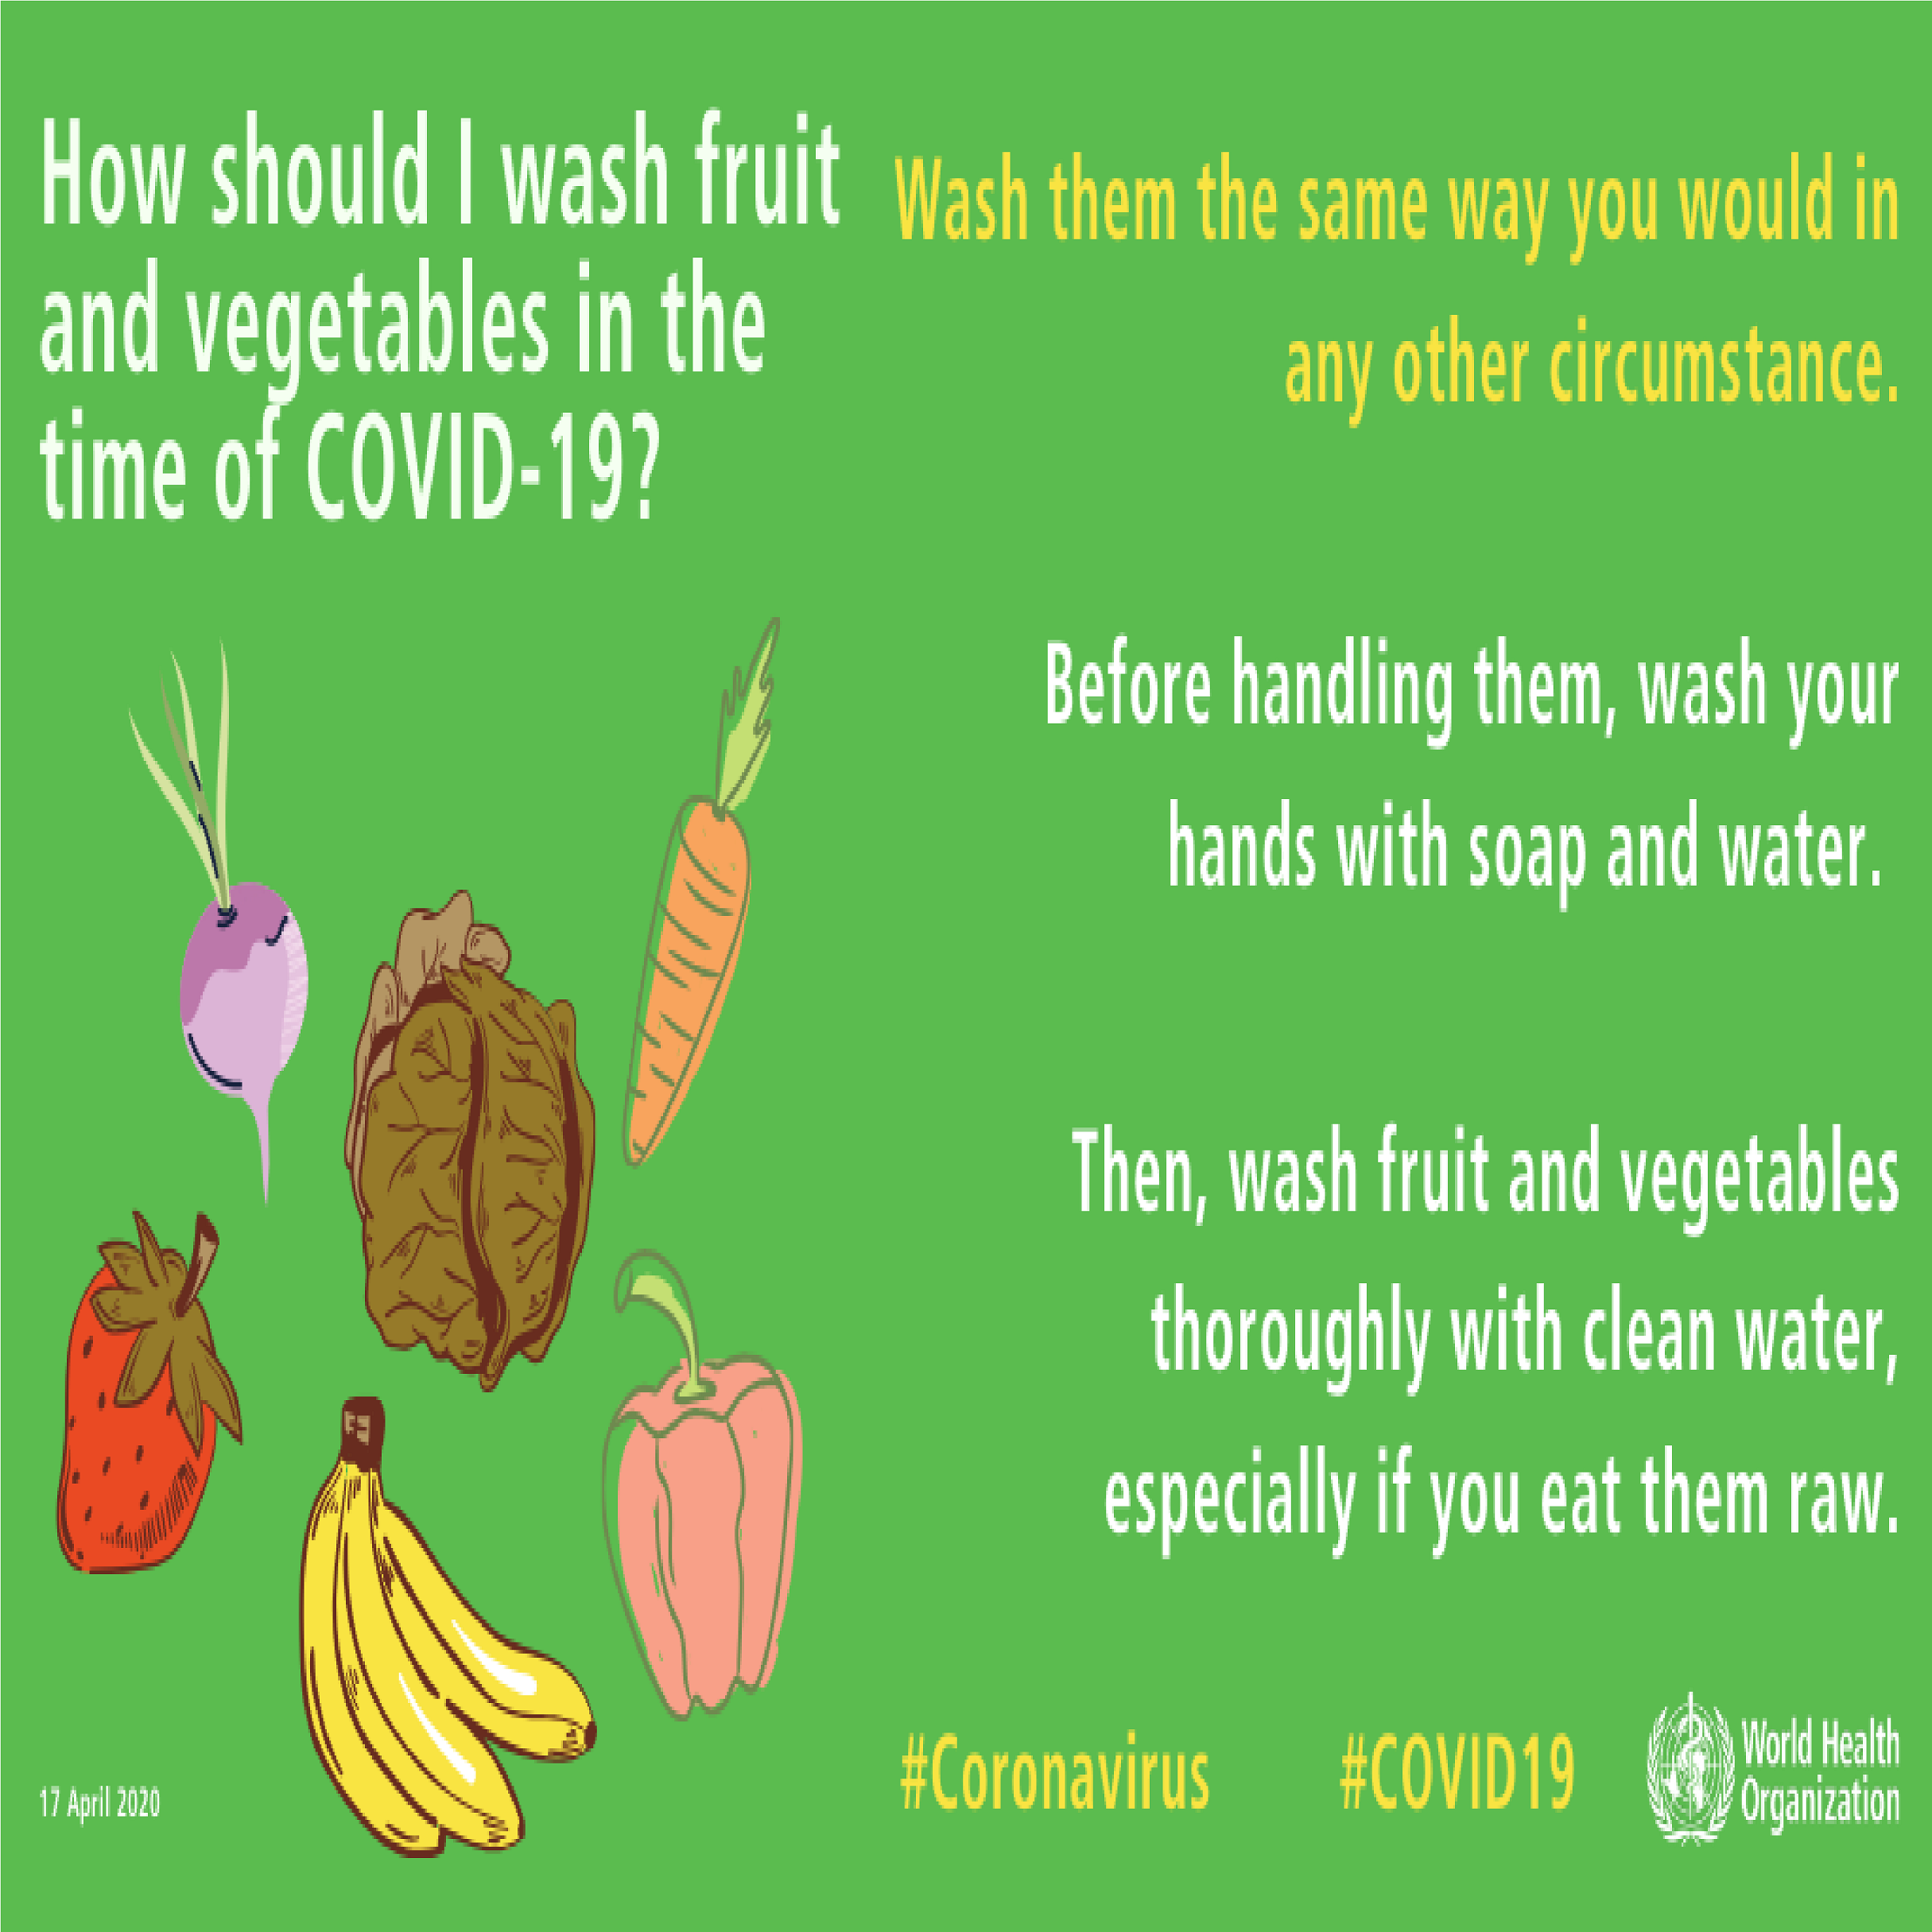 How should I wash fruit
and vegetables in the
time of COVID-19?
Wash them the same way you would in
any other circumstance.
Before handling them, wash your
hands with soap and water.
Then, wash fruit and vegetables
thoroughly with clean water,
especially if you eat them raw.
17 April 2020
#Coronavirus
#COVID19
World Health
Organization